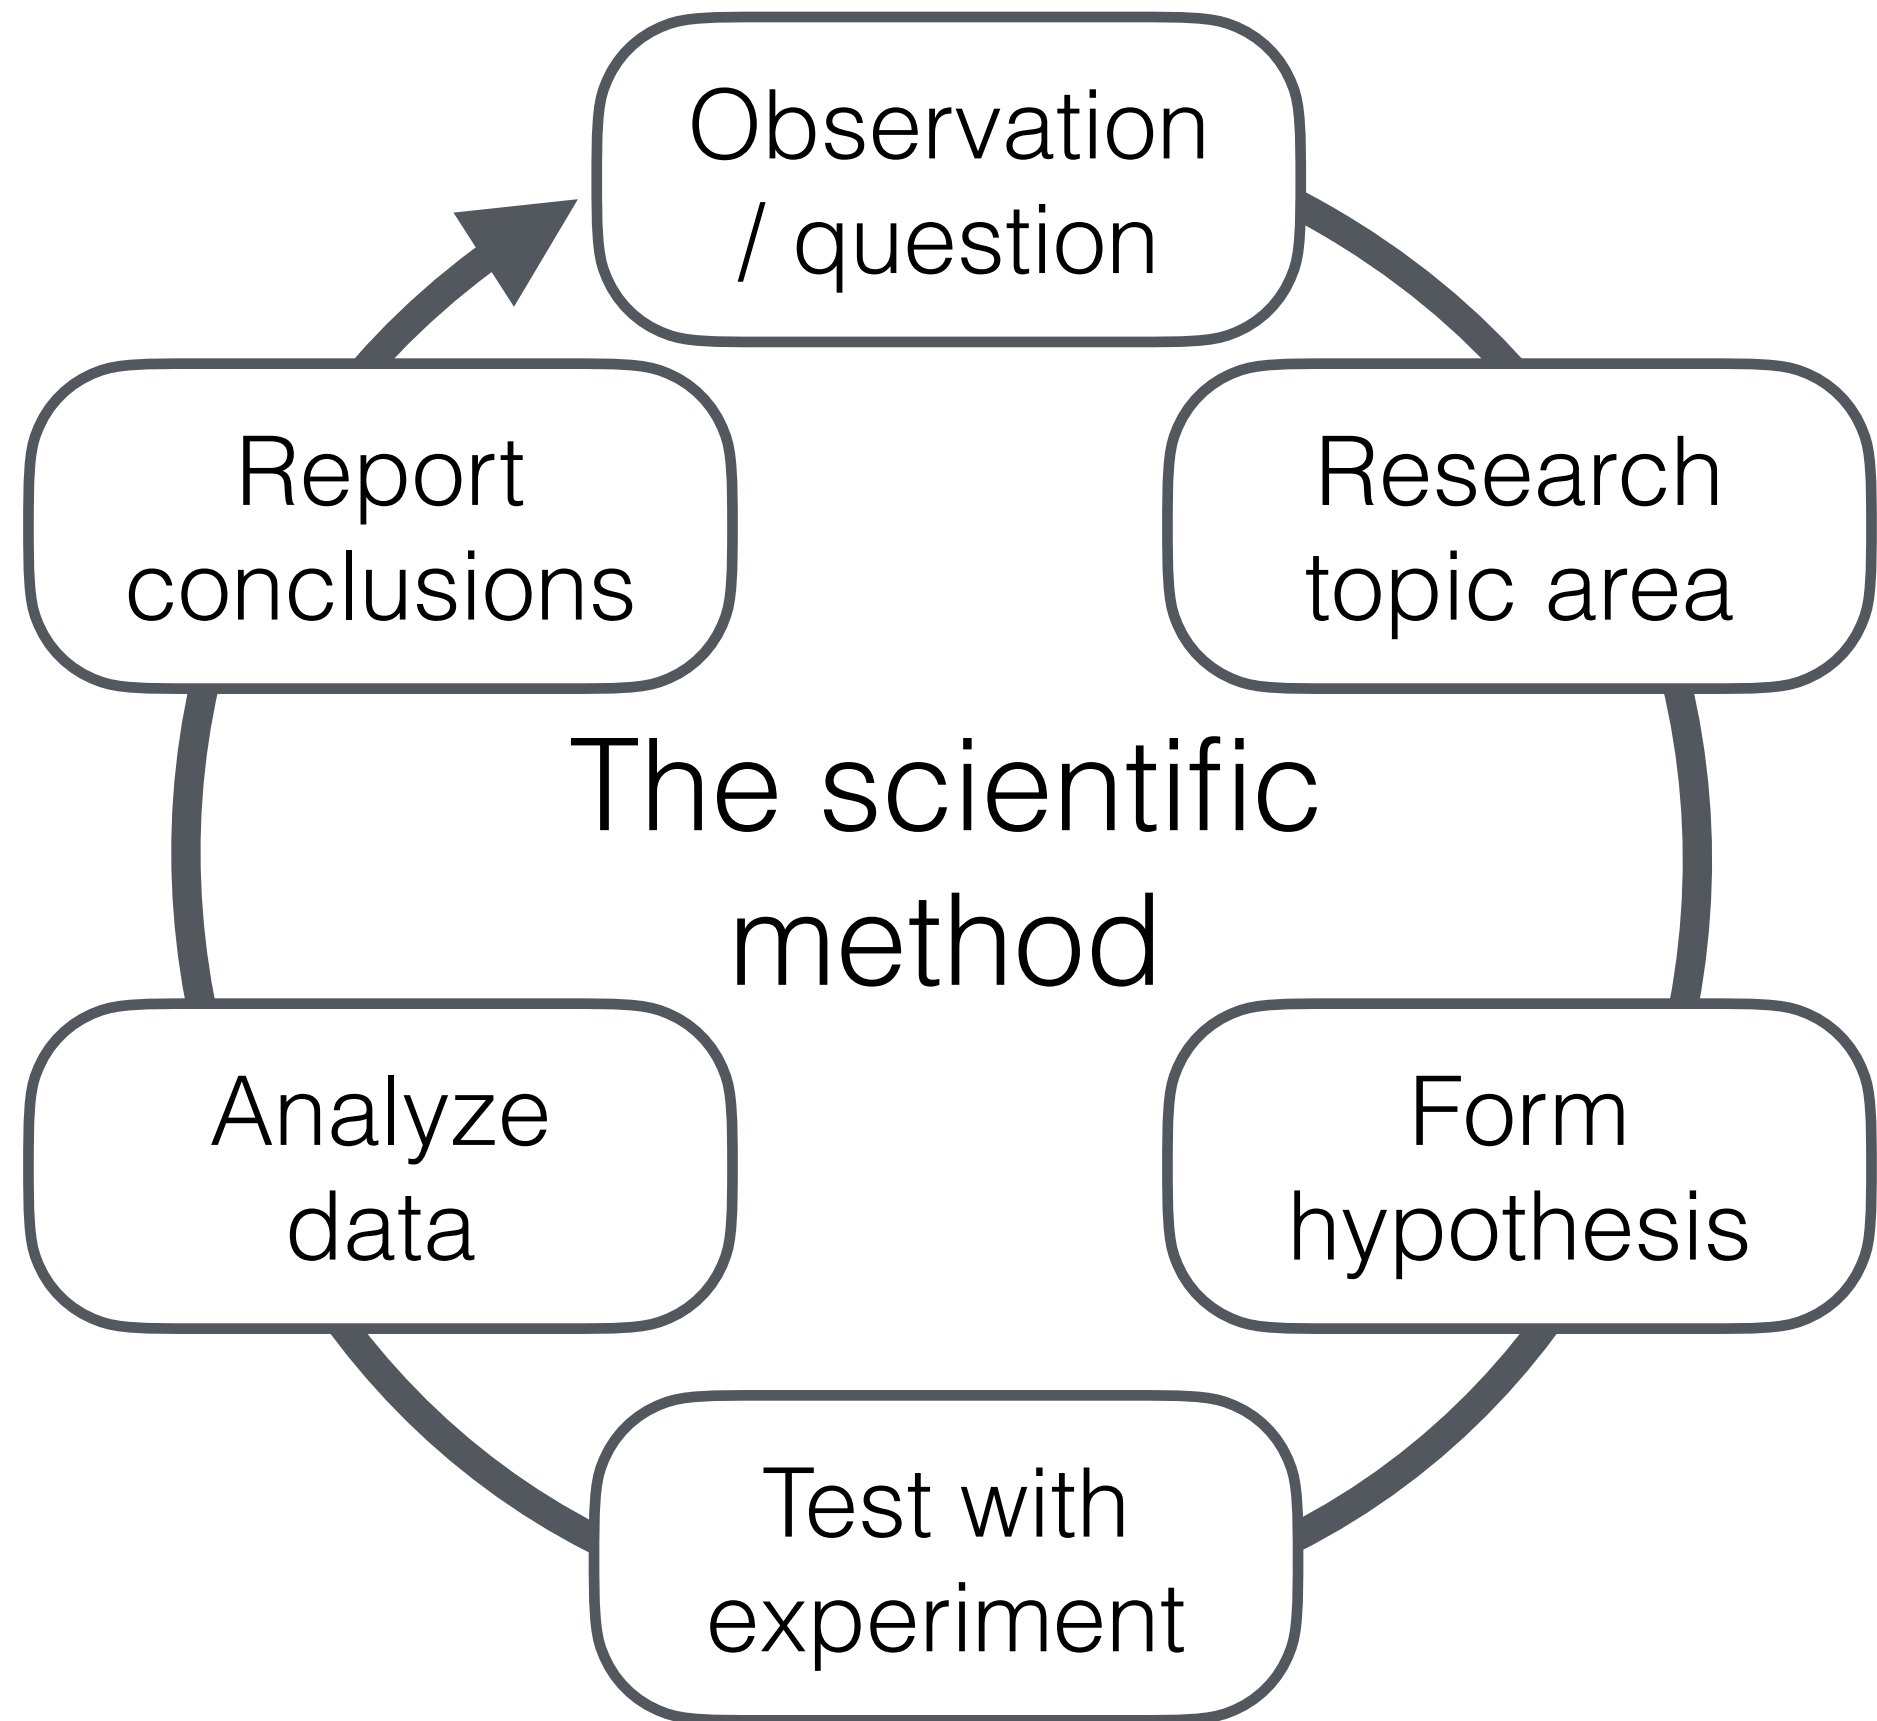 Observation
/ question
Research
topic area
Form
hypothesis
Test with
experiment
Analyze
data
Report
conclusions
The scientific
method